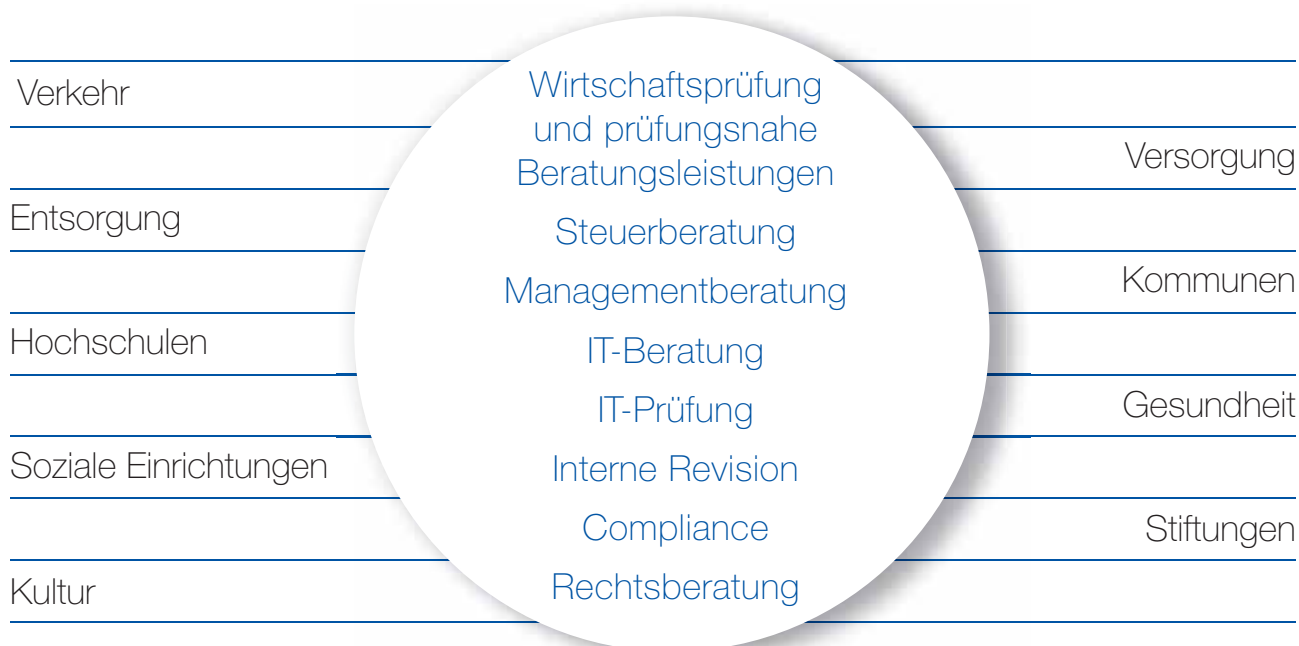 Verkehr
Entsorgung
Hochschulen
Soziale Einrichtungen
Kultur
Wirtschaftsprüfung
und prüfungsnahe
Beratungsleistungen
Steuerberatung
Managementberatung
IT-Beratung
IT-Prüfung
Interne Revision
Compliance
Rechtsberatung
Versorgung
Kommunen
Gesundheit
Stiftungen